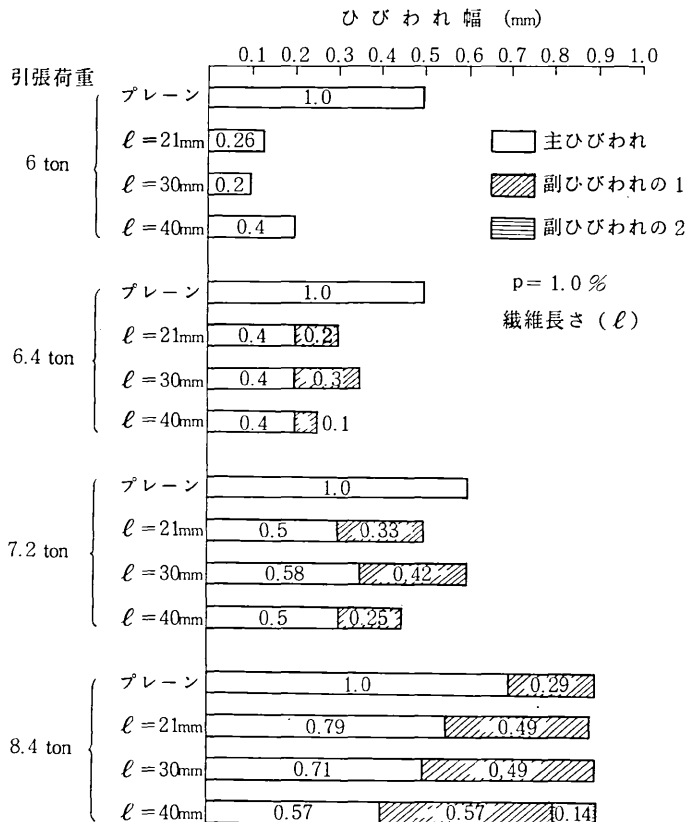 ひびわれ幅 (mm)
0.1 0.2 0.3 0.4 0.5 0.6 0.7 0.8 0.9 1.0
引張荷重
プレーン 1.0
ℓ=21mm 0.26
6 ton
ℓ=30mm 0.2
ℓ=40mm 0.4
主ひびわれ
副ひびわれの1
副ひびわれの2
p=1.0%
繊維長さ(ℓ)
プレーン 1.0
ℓ=21mm 0.4 0.2
6.4 ton
ℓ=30mm 0.4 0.3
ℓ=40mm 0.4 0.1
プレーン 1.0
ℓ=21mm 0.5 0.33
7.2 ton
ℓ=30mm 0.58 0.42
ℓ=40mm 0.5 0.25
プレーン 1.0 0.29
ℓ=21mm 0.79 0.49
8.4 ton
ℓ=30mm 0.71 0.49
ℓ=40mm 0.57 0.57 0.14